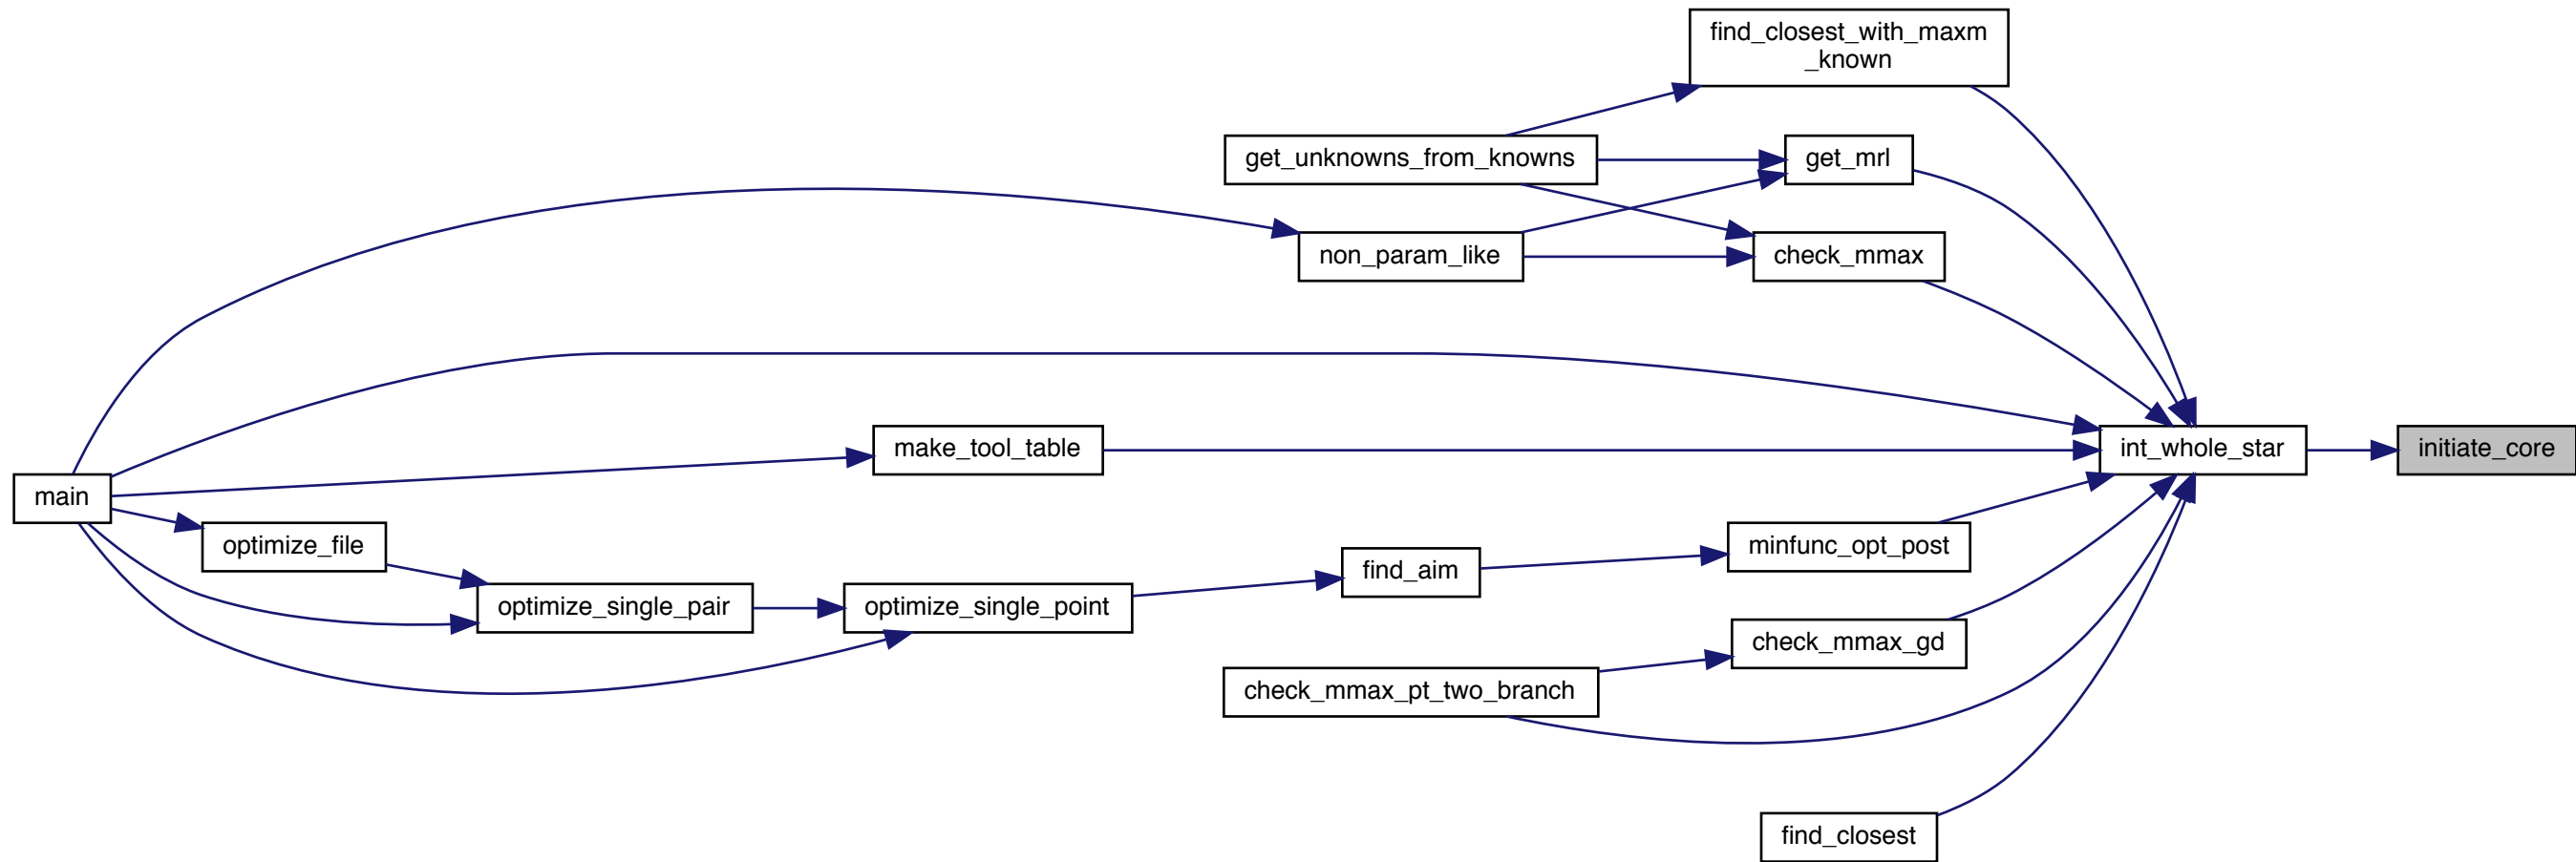 find_closest_with_maxm
_known
get_unknowns_from_knowns
get_mrl
non_param_like
check_mmax
make_tool_table
int_whole_star
initiate_core
main
optimize_file
minfunc_opt_post
find_aim
optimize_single_pair
optimize_single_point
check_mmax_gd
check_mmax_pt_two_branch
find_closest